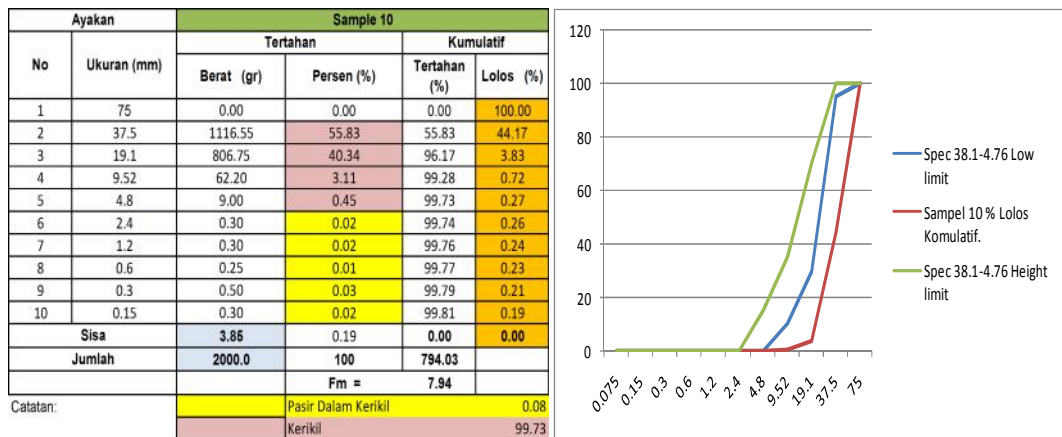 Ayakan Sample 10
No Ukuran (mm) Tertahan Kumulatif
Berat (gr) Persen (%) Tertahan (%) Lolos (%)
1 75 0.00 0.00 0.00 100.00
2 37.5 1116.55 55.83 55.83 44.17
3 19.1 806.75 40.34 96.17 3.83
4 9.52 62.20 3.11 99.28 0.72
5 4.8 9.00 0.45 99.73 0.27
6 2.4 0.30 0.02 99.74 0.26
7 1.2 0.30 0.02 99.76 0.24
8 0.6 0.25 0.01 99.77 0.23
9 0.3 0.50 0.03 99.79 0.21
10 0.15 0.30 0.02 99.81 0.19
Sisa 3.85 0.19 0.00 0.00
Jumlah 2000.0 100 794.03
Fm = 7.94
Catatan: Pasir Dalam Kerikil 0.08
Kerikil 99.73
120
100
80
60
40
20
0
0.075 0.15 0.3 0.6 1.2 2.4 4.8 9.52 19.1 37.5 75
Spec 38.1-4.76 Low
limit
Sampel 10 % Lolos
Komulatif.
Spec 38.1-4.76 Height
limit